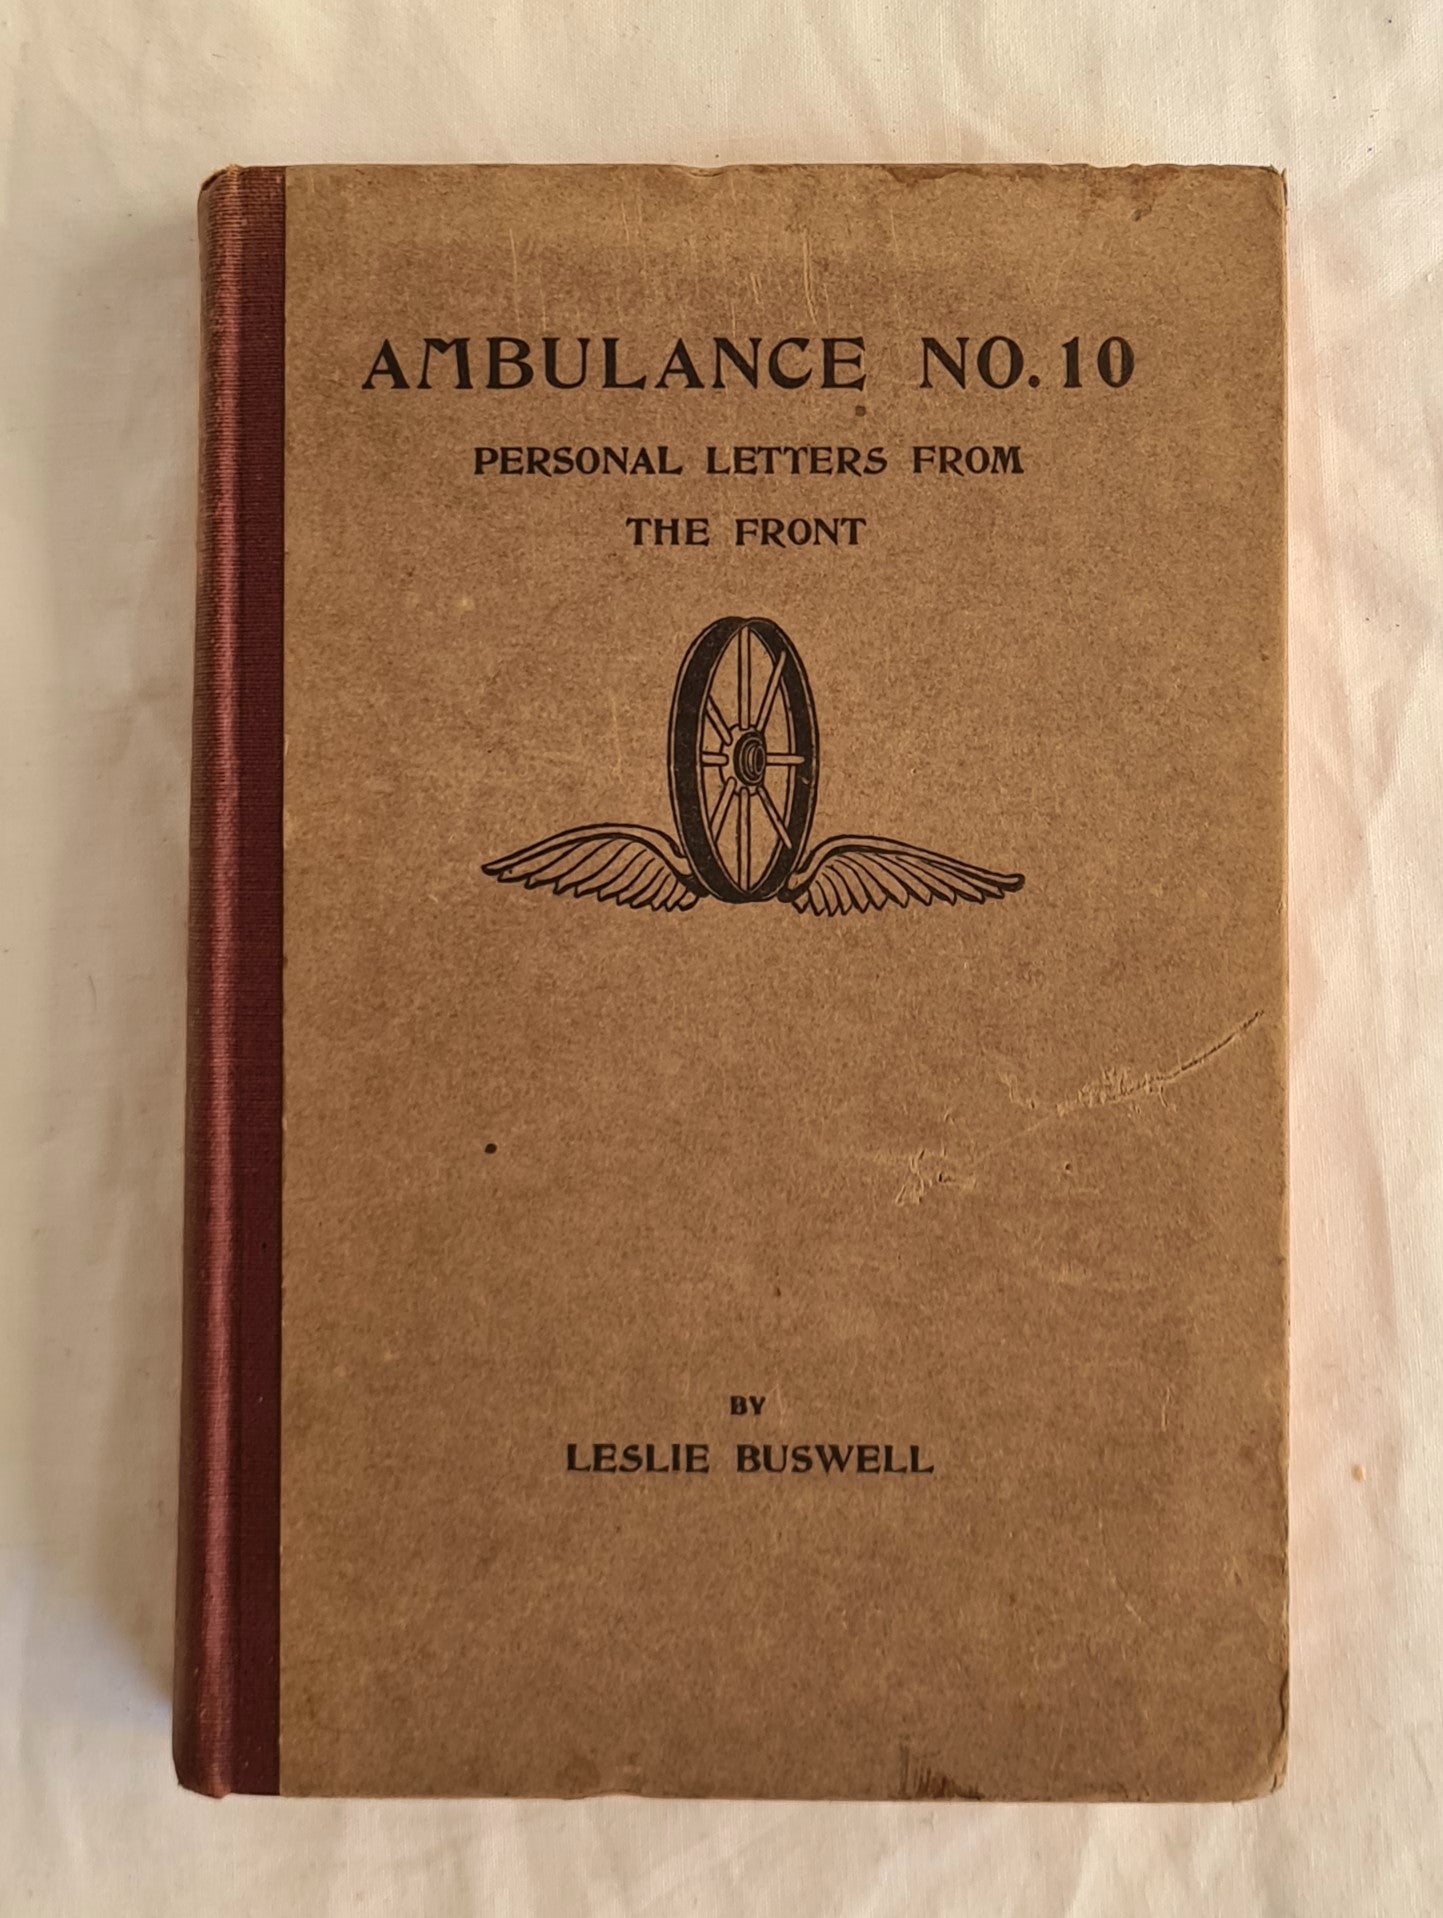 AMBULANCE NO. 10
PERSONAL LETTERS FROM
THE FRONT
BY
LESLIE BUSWELL